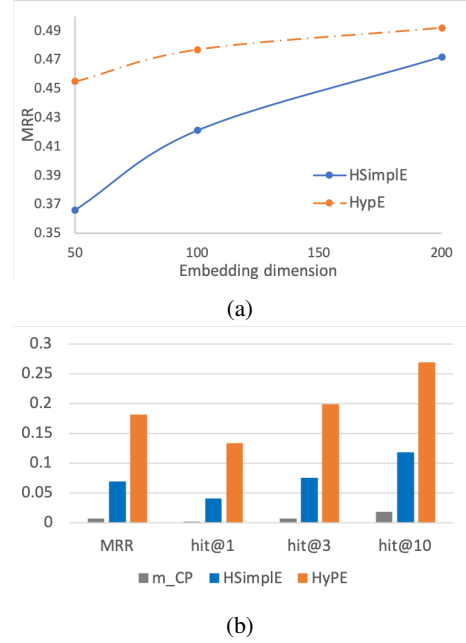 0.49
0.47
0.45
0.43
0.41
0.39
0.37
0.35
MRR
HSimplE
HypE
50 100 150 200
Embedding dimension
(a)
0.3
0.25
0.2
0.15
0.1
0.05
0
MRR hit@1 hit@3 hit@10
m_CP HSimplE HyPE
(b)